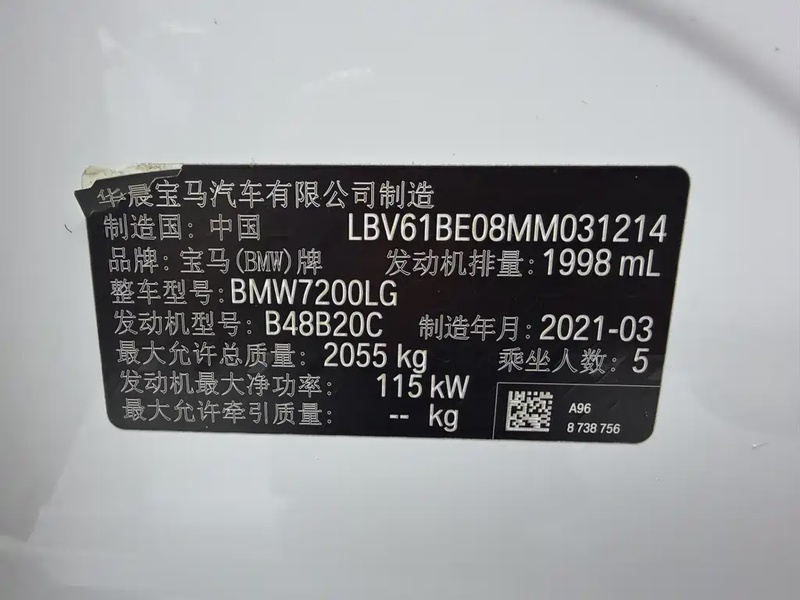 华晨宝马汽车有限公司制造
制造国: 中国 LBV61BE08MM031214
品牌: 宝马(BMW)牌 发动机排量: 1998 mL
整车型号: BMW7200LG
发动机型号: B48B20C 制造年月: 2021-03
最大允许总质量: 2055 kg 乘坐人数: 5
发动机最大净功率: 115 kW
最大允许牵引质量: -- kg
A96
8 738 756